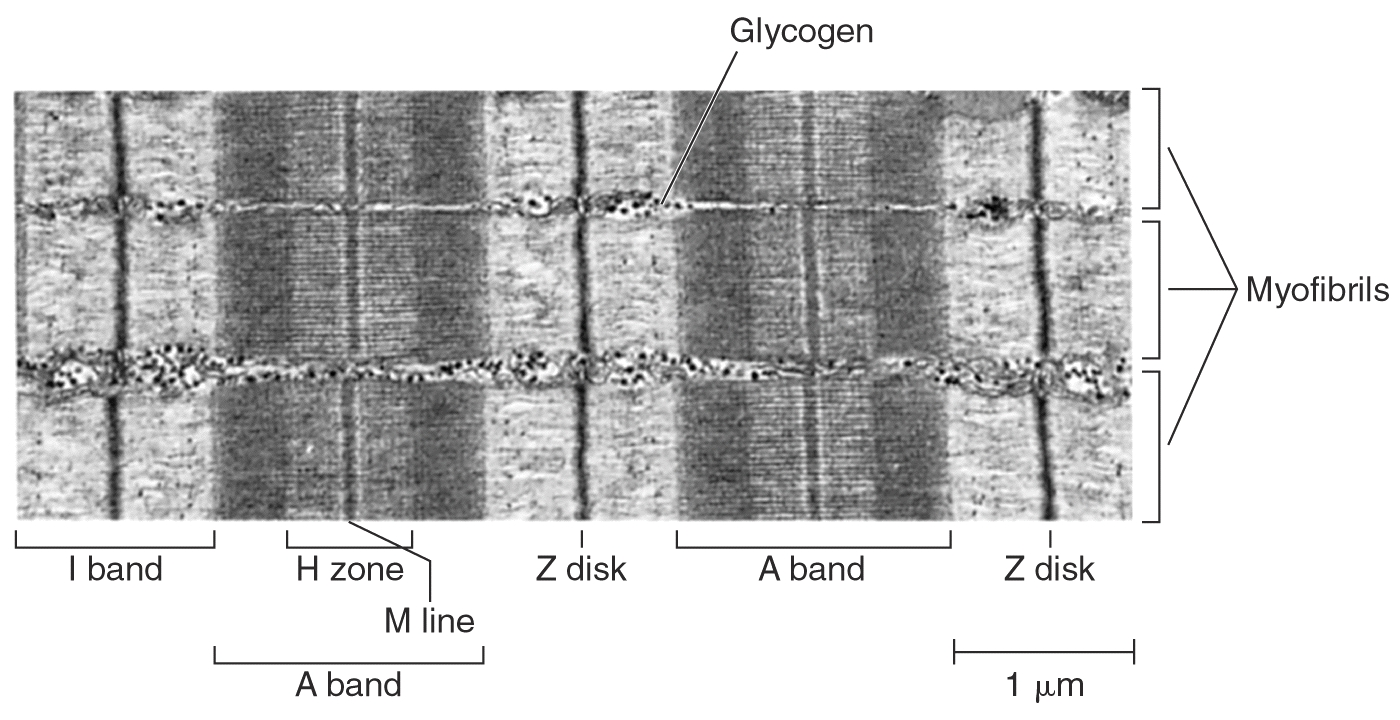 Glycogen
Myofibrils
I band
H zone
Z disk
A band
Z disk
M line
A band
1 μm